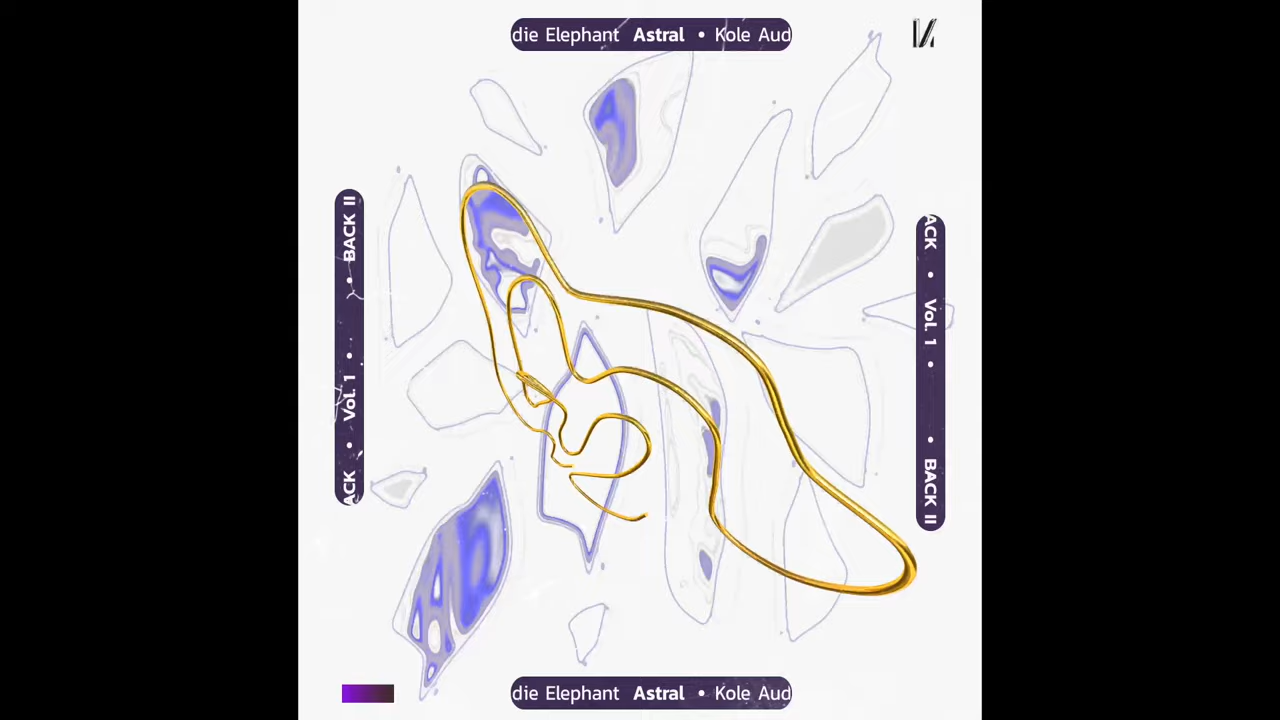 die Elephant Astral • Kole Aud
ACK • Vol. 1 • BACK II
ACK • Vol. 1 • • BACK II
die Elephant Astral • Kole Aud